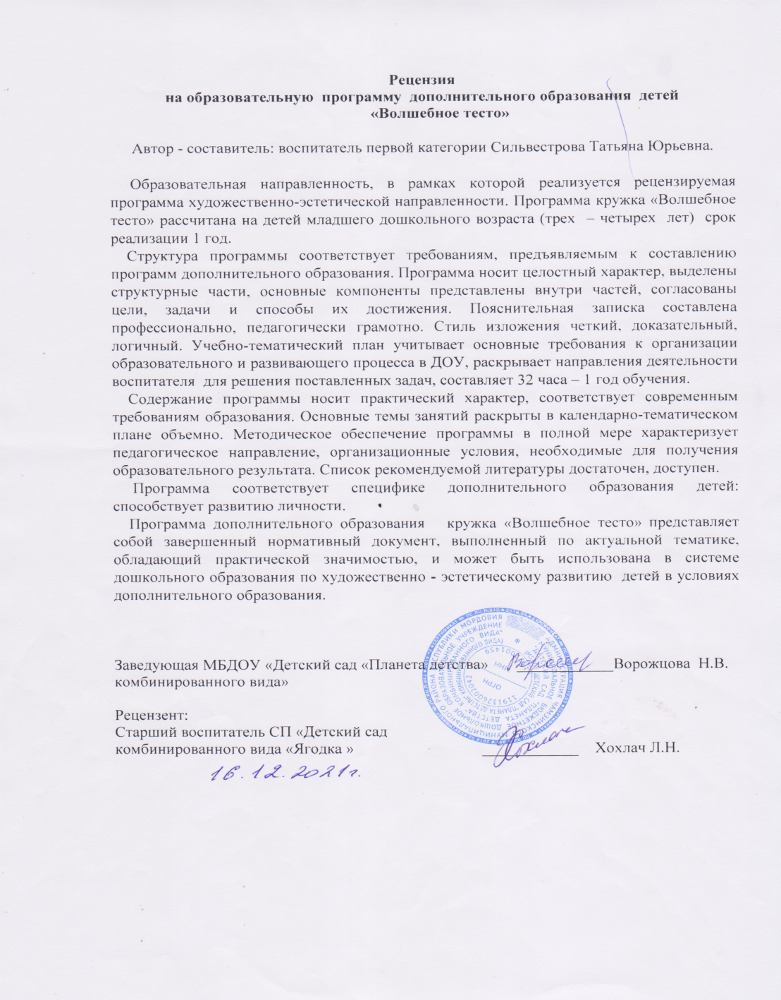 Рецензия
на образовательную программу дополнительного образования детей
«Волшебное тесто»
Автор - составитель: воспитатель первой категории Сильвестрова Татьяна Юрьевна.
Образовательная направленность, в рамках которой реализуется рецензируемая
программа художественно-эстетической направленности. Программа кружка «Волшебное
тесто» рассчитана на детей младшего дошкольного возраста (трех – четырех лет) срок
реализации 1 год.
Структура программы соответствует требованиям, предъявляемым к составлению
программ дополнительного образования. Программа носит целостный характер, выделены
структурные части, основные компоненты представлены внутри частей, согласованы
цели, задачи и способы их достижения. Пояснительная записка составлена
профессионально, педагогически грамотно. Стиль изложения четкий, доказательный,
логичный. Учебно-тематический план учитывает основные требования к организации
образовательного и развивающего процесса в ДОУ, раскрывает направления деятельности
воспитателя для решения поставленных задач, составляет 32 часа – 1 год обучения.
Содержание программы носит практический характер, соответствует современным
требованиям образования. Основные темы занятий раскрыты в календарно-тематическом
плане объемно. Методическое обеспечение программы в полной мере характеризует
педагогическое направление, организационные условия, необходимые для получения
образовательного результата. Список рекомендуемой литературы достаточен, доступен.
Программа соответствует специфике дополнительного образования детей:
способствует развитию личности.
Программа дополнительного образования кружка «Волшебное тесто» представляет
собой завершенный нормативный документ, выполненный по актуальной тематике,
обладающий практической значимостью, и может быть использована в системе
дошкольного образования по художественно - эстетическому развитию детей в условиях
дополнительного образования.
Заведующая МБДОУ «Детский сад «Планета детства» Ворожцова Н.В.
комбинированного вида»
Рецензент:
Старший воспитатель СП «Детский сад
комбинированного вида «Ягодка » Хохлач Л.Н.
16.12.2021г.
ОГРН
1191326002042
ИНН